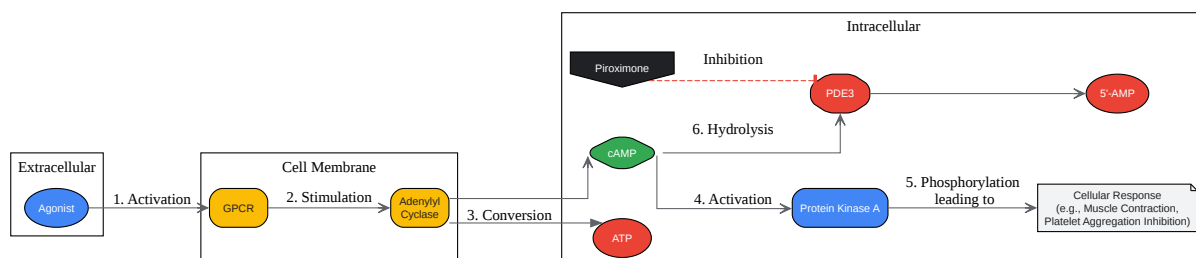 Intracellular
Piroximone
Inhibition
PDE3
5'-AMP
6. Hydrolysis
Extracellular
Cell Membrane
cAMP
Agonist
1. Activation
GPCR
2. Stimulation
Adenylyl
Cyclase
3. Conversion
ATP
4. Activation
Protein Kinase A
5. Phosphorylation
leading to
Cellular Response
(e.g., Muscle Contraction,
Platelet Aggregation Inhibition)